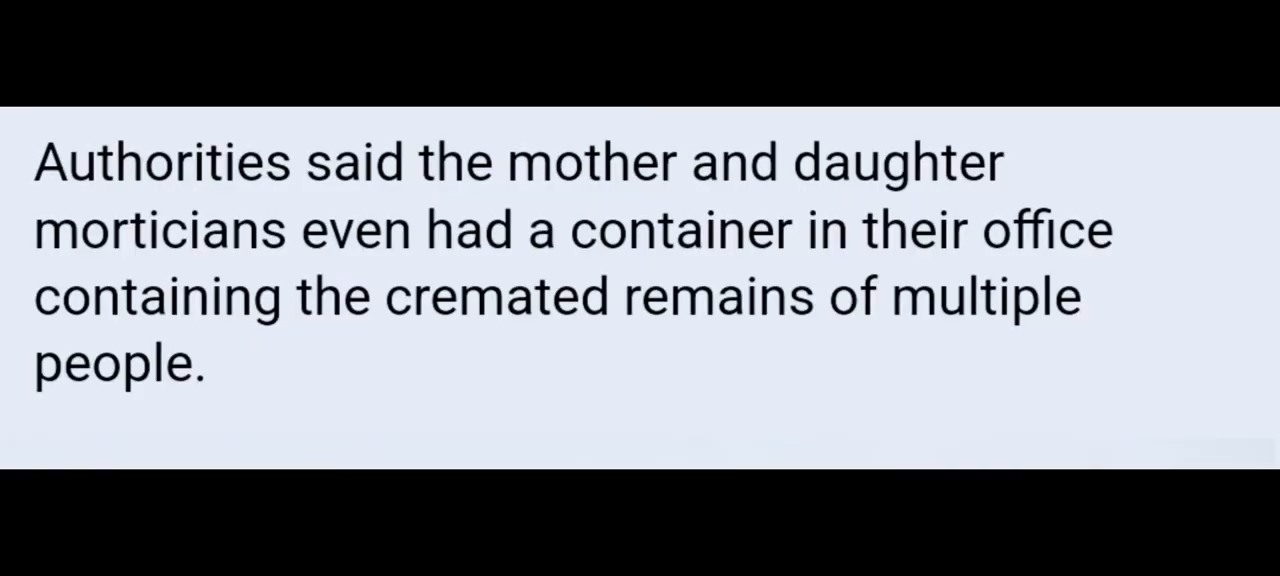 Authorities said the mother and daughter
morticians even had a container in their office
containing the cremated remains of multiple
people.